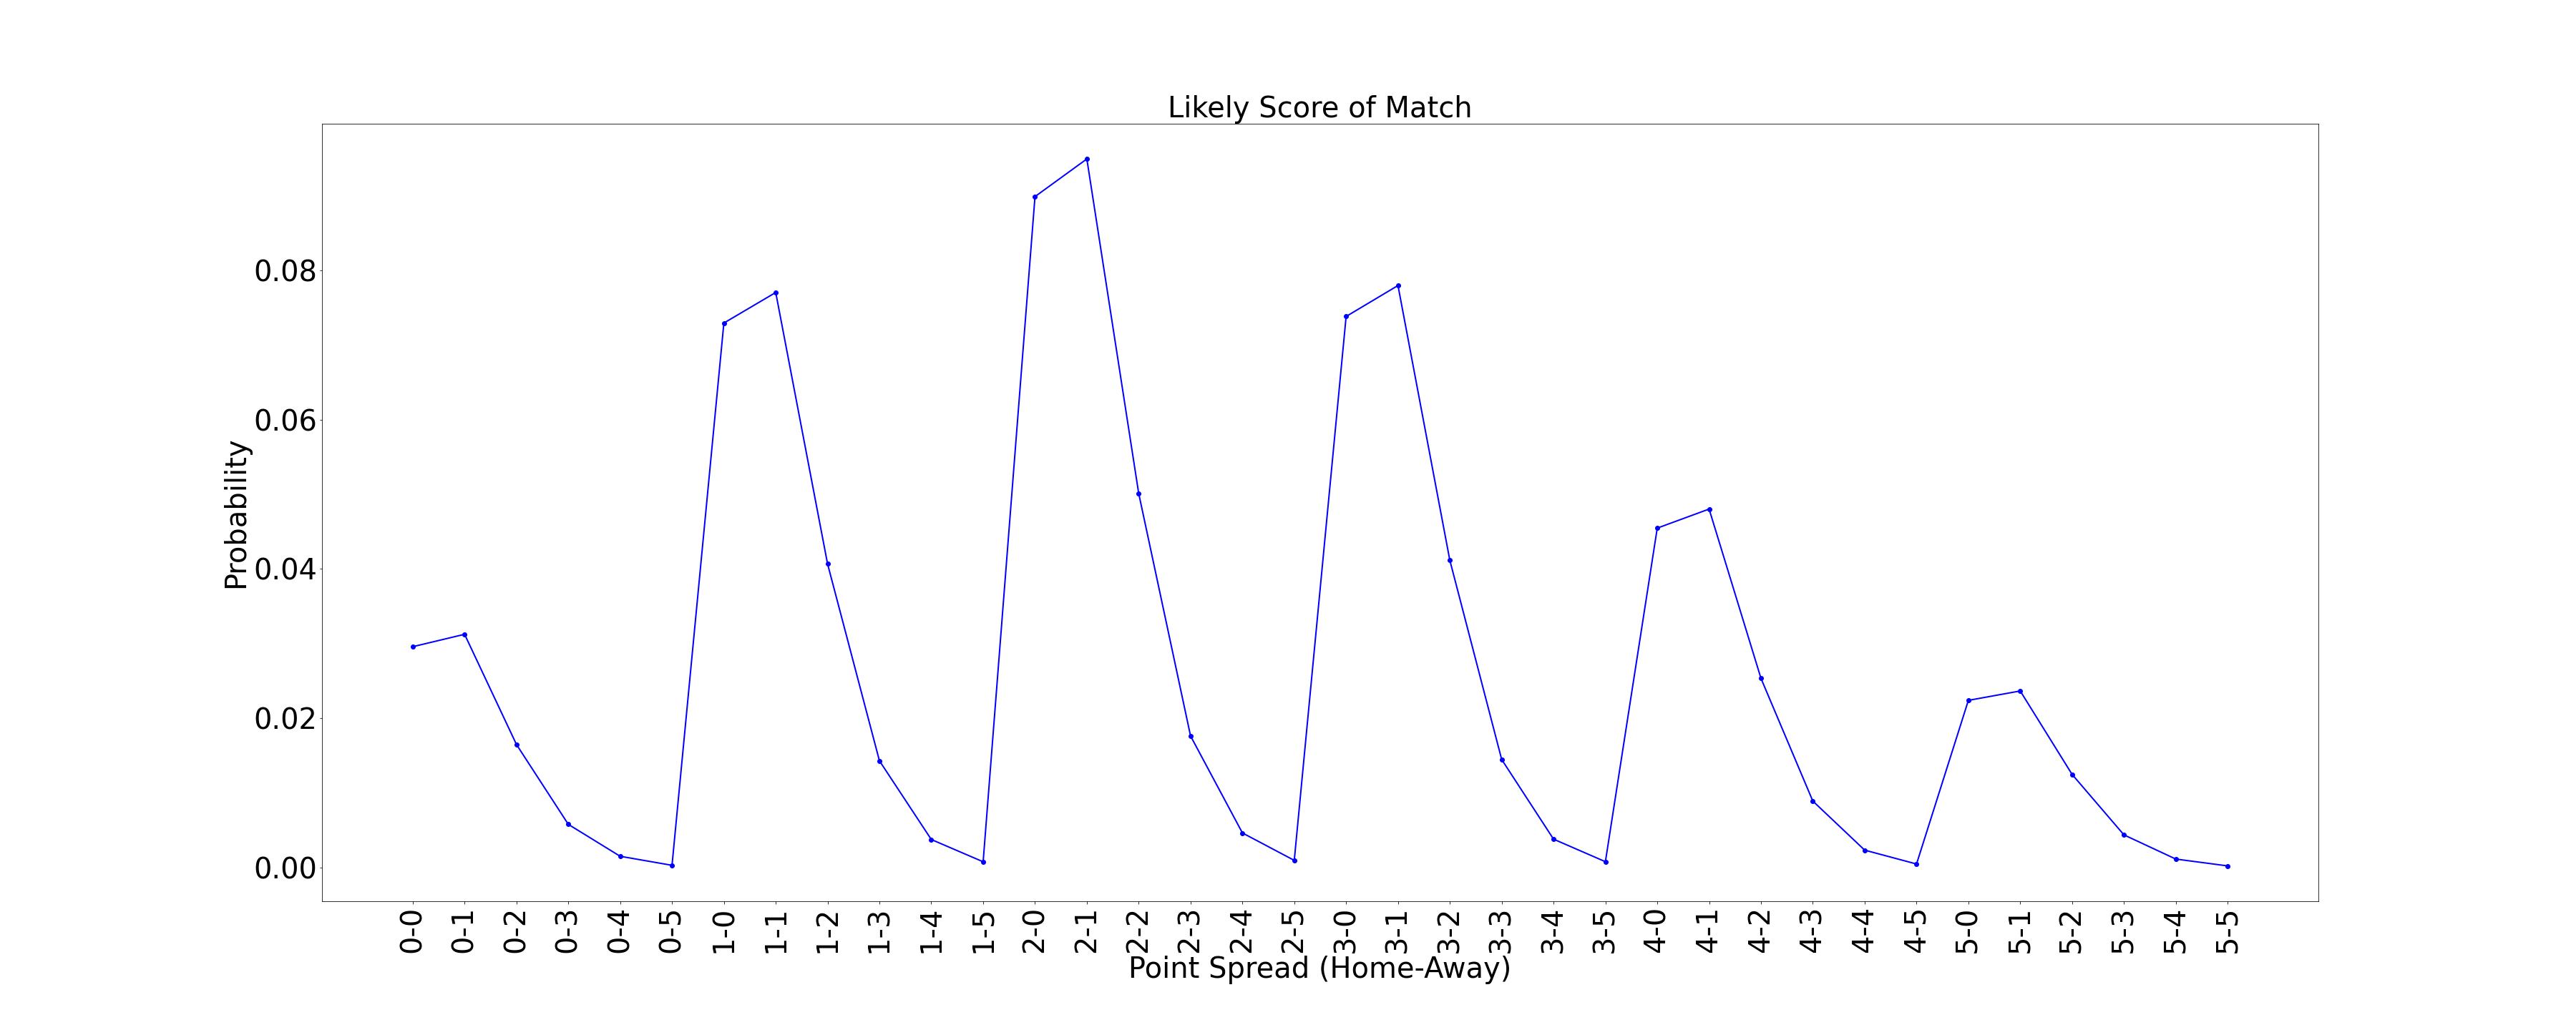 Likely Score of Match
Probability
0.08
0.06
0.04
0.02
0.00
0-0 0-1 0-2 0-3 0-4 0-5 1-0 1-1 1-2 1-3 1-4 1-5 2-0 2-1 2-2 2-3 2-4 2-5 3-0 3-1 3-2 3-3 3-4 3-5 4-0 4-1 4-2 4-3 4-4 4-5 5-0 5-1 5-2 5-3 5-4 5-5
Point Spread (Home-Away)